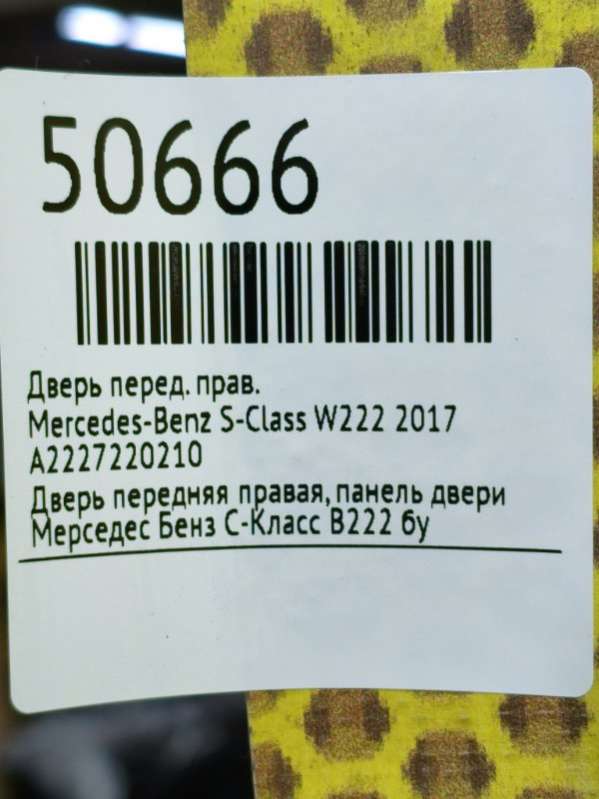 50666
Дверь перед. прав.
Mercedes-Benz S-Class W222 2017
A2227220210
Дверь передняя правая, панель двери
Мерседес Бенз С-Класс В222 бу